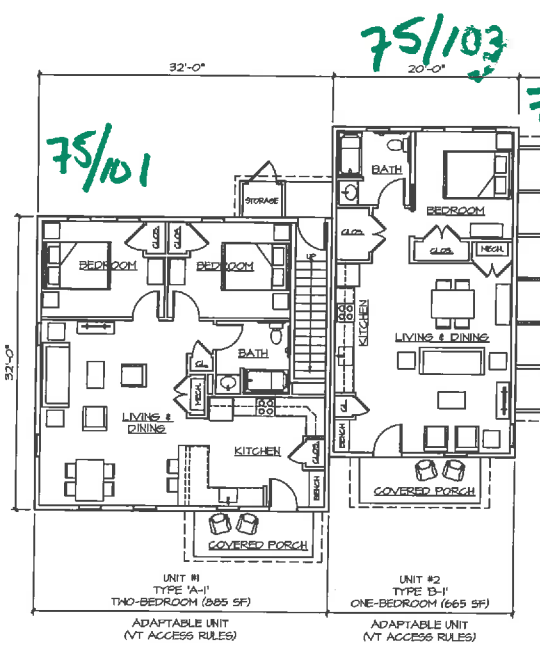 75/103
32'-0"
20'-0"
75/101
STORAGE
BATH
BEDROOM
CLOS.
CLOS.
MECH.
CLOS.
CLOS.
BEDROOM
BEDROOM
KITCHEN
LIVING & DINING
BATH
CL.
MECH.
32'-0"
LIVING &
DINING
KITCHEN
CLOS.
BENCH
CL.
BENCH
COVERED PORCH
COVERED PORCH
UNIT #1
TYPE 'A-1'
TWO-BEDROOM (885 SF)
ADAPTABLE UNIT
(VT ACCESS RULES)
UNIT #2
TYPE 'B-1'
ONE-BEDROOM (665 SF)
ADAPTABLE UNIT
(VT ACCESS RULES)